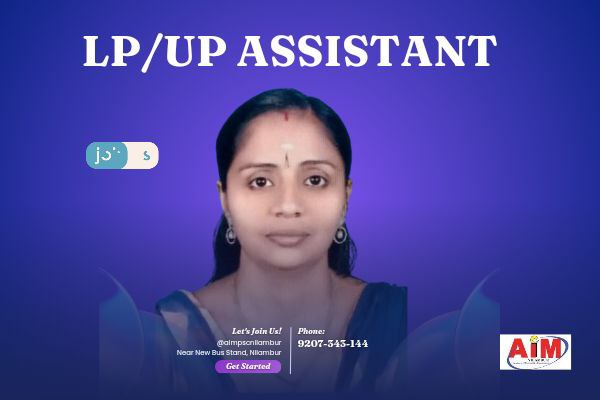 LP/UP ASSISTANT
Let's Join Us!
@aimpscnilambur
Near New Bus Stand, Nilambur
Get Started
Phone:
9207-343-144
AiM